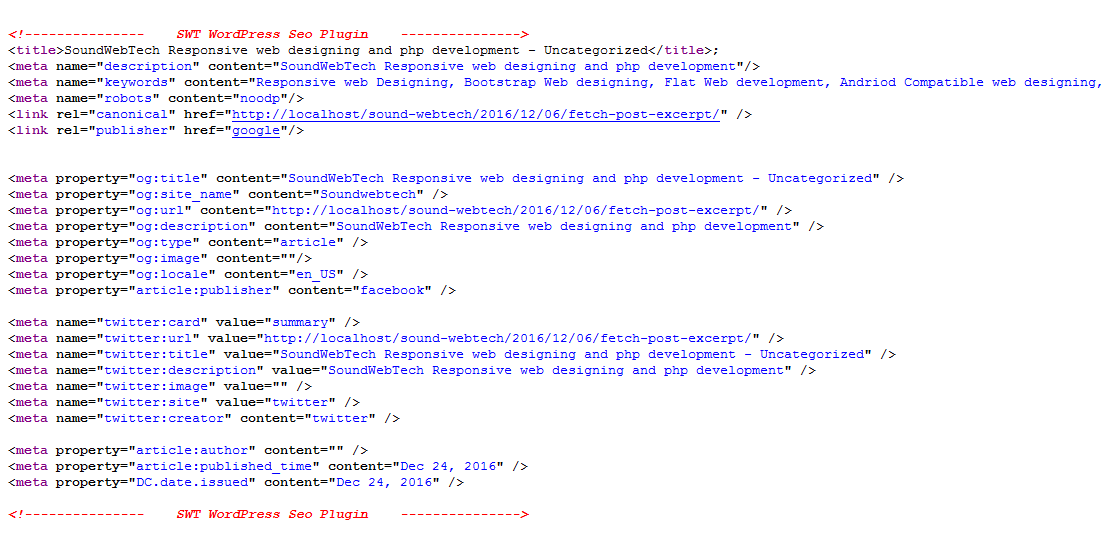 <!---------------    SWT WordPress Seo Plugin    --------------->
<title>SoundWebTech Responsive web designing and php development - Uncategorized</title>;
<meta name="description" content="SoundWebTech Responsive web designing and php development"/>
<meta name="keywords" content="Responsive web Designing, Bootstrap Web designing, Flat Web development, Andriod Compatible web designing,
<meta name="robots" content="noodp"/>
<link rel="canonical" href="http://localhost/sound-webtech/2016/12/06/fetch-post-excerpt/" />
<link rel="publisher" href="google"/>
<meta property="og:title" content="SoundWebTech Responsive web designing and php development - Uncategorized" />
<meta property="og:site_name" content="Soundwebtech" />
<meta property="og:url" content="http://localhost/sound-webtech/2016/12/06/fetch-post-excerpt/" />
<meta property="og:description" content="SoundWebTech Responsive web designing and php development" />
<meta property="og:type" content="article" />
<meta property="og:image" content=""/>
<meta property="og:locale" content="en_US" />
<meta property="article:publisher" content="facebook" />
<meta name="twitter:card" value="summary" />
<meta name="twitter:url" value="http://localhost/sound-webtech/2016/12/06/fetch-post-excerpt/" />
<meta name="twitter:title" value="SoundWebTech Responsive web designing and php development - Uncategorized" />
<meta name="twitter:description" value="SoundWebTech Responsive web designing and php development" />
<meta name="twitter:image" value="" />
<meta name="twitter:site" value="twitter" />
<meta name="twitter:creator" content="twitter" />
<meta property="article:author" content="" />
<meta property="article:published_time" content="Dec 24, 2016" />
<meta property="DC.date.issued" content="Dec 24, 2016" />
<!---------------    SWT WordPress Seo Plugin    --------------->